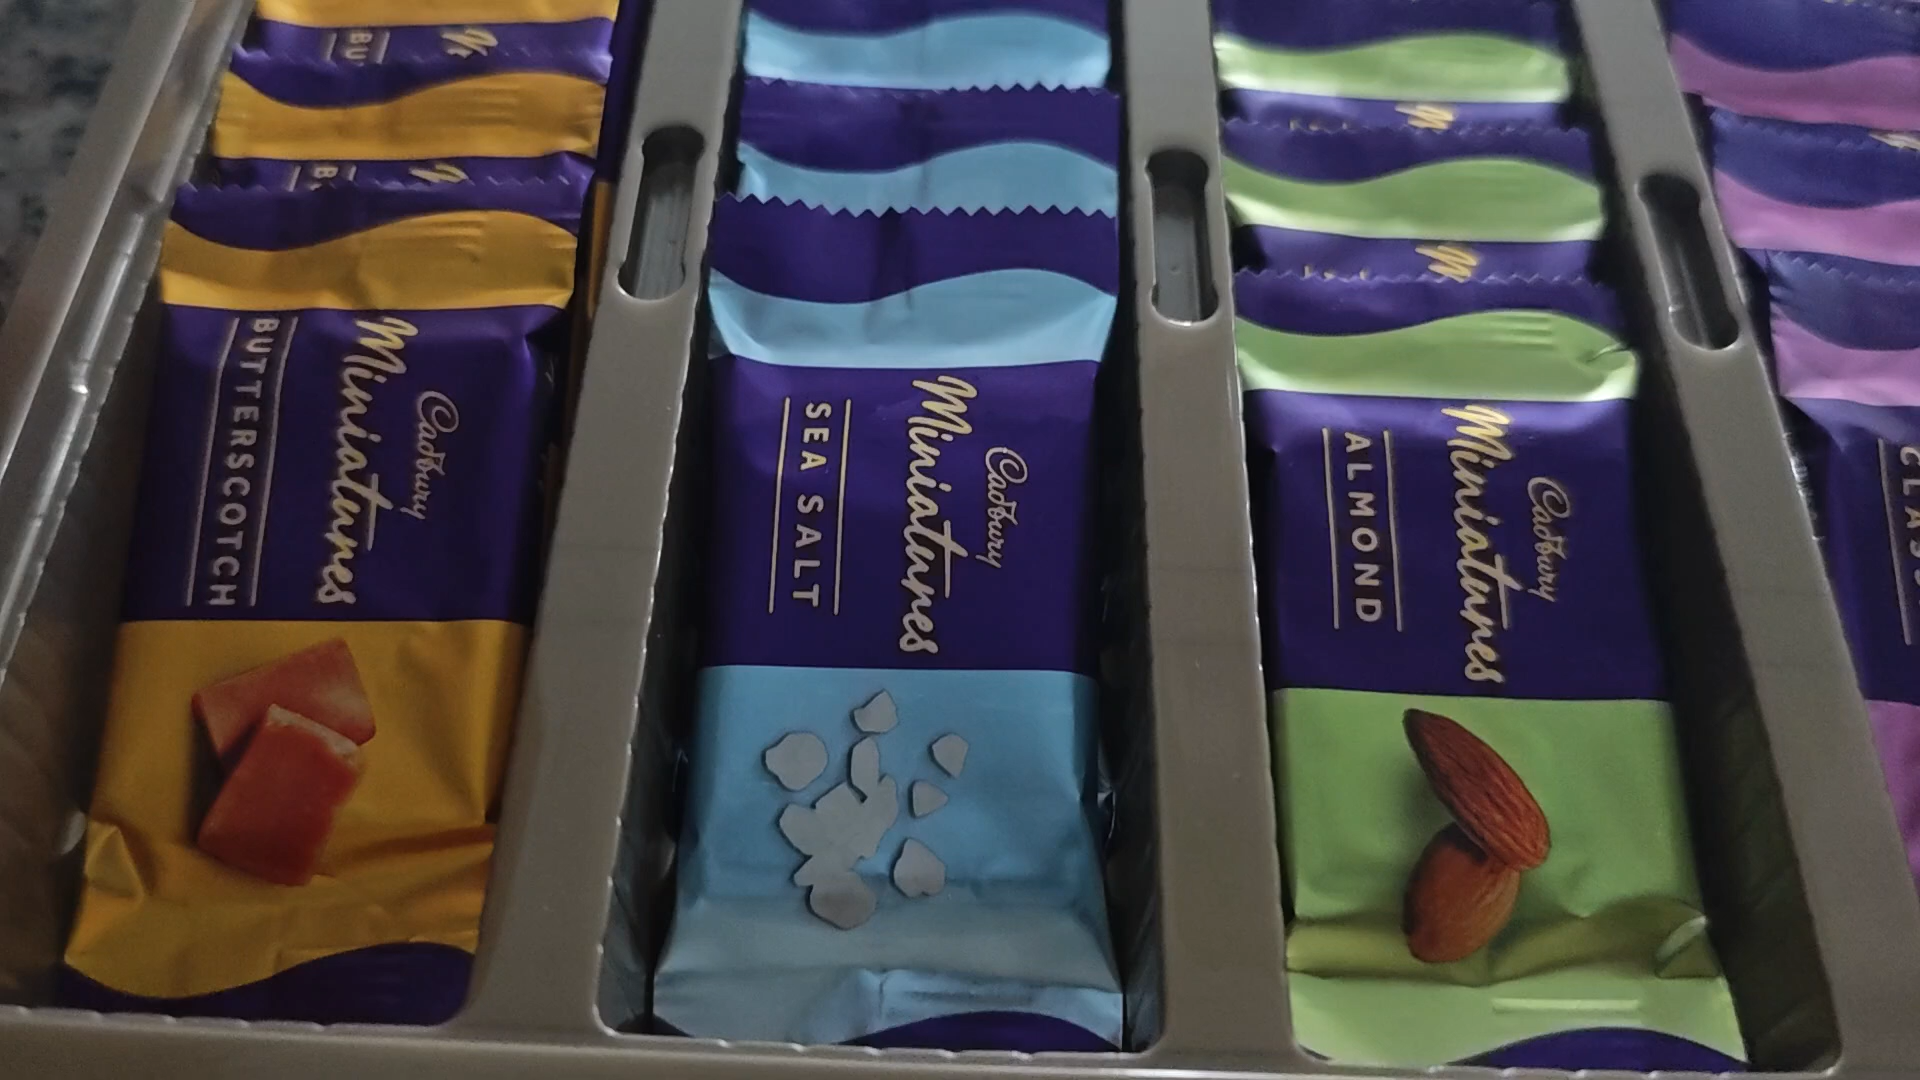 Cadbury
Miniatures
BUTTERSCOTCH
Cadbury
Miniatures
SEA SALT
Cadbury
Miniatures
ALMOND